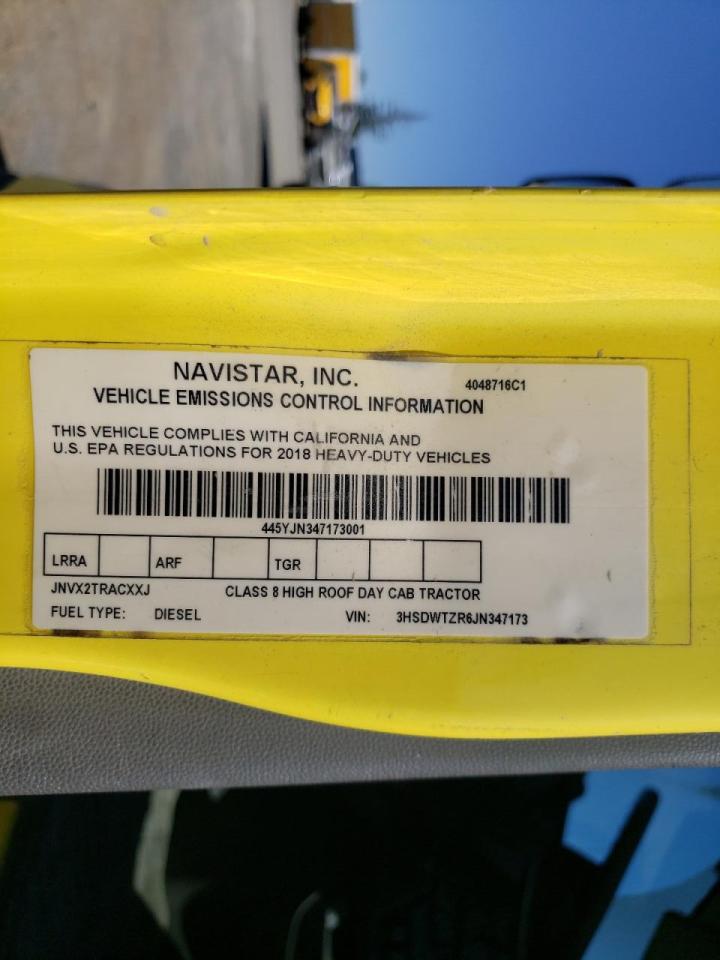 NAVISTAR, INC.
4048716C1
VEHICLE EMISSIONS CONTROL INFORMATION
THIS VEHICLE COMPLIES WITH CALIFORNIA AND
U.S. EPA REGULATIONS FOR 2018 HEAVY-DUTY VEHICLES
445YJN347173001
LRRA ARF TGR
JNVX2TRACXXJ CLASS 8 HIGH ROOF DAY CAB TRACTOR
FUEL TYPE: DIESEL VIN: 3HSDWTZR6JN347173